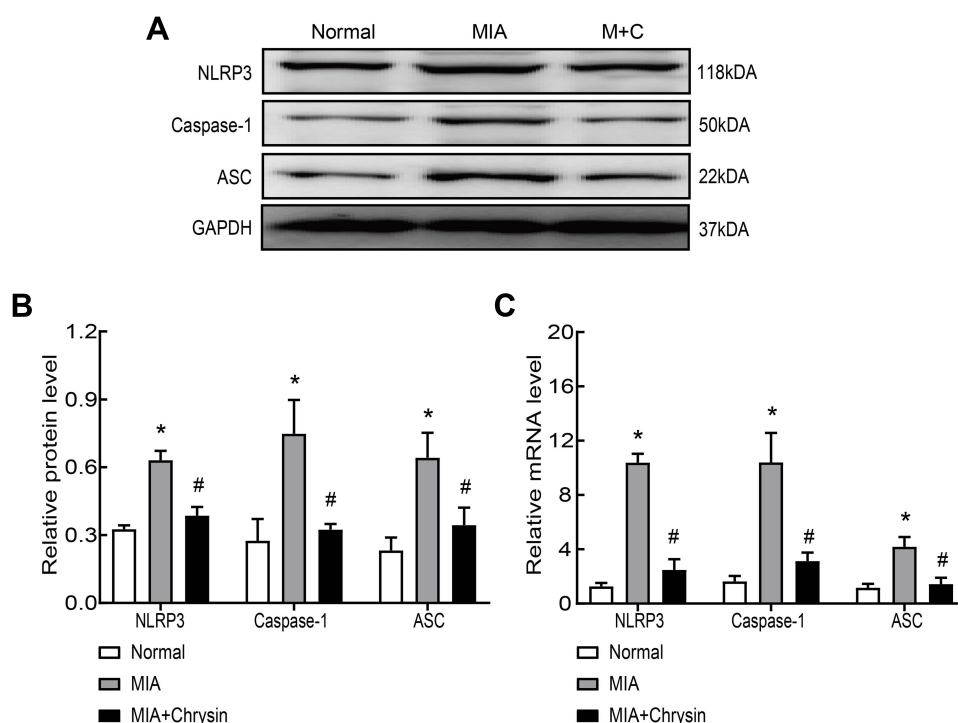 A
Normal MIA M+C
NLRP3 118kDA
Caspase-1 50kDA
ASC 22kDA
GAPDH 37kDA
B
Relative protein level
1.2
0.9
0.6
0.3
0.0
* # * # * #
NLRP3 Caspase-1 ASC
Normal
MIA
MIA+Chrysin
C
Relative mRNA level
20
16
12
8
4
0
* # * # * #
NLRP3 Caspase-1 ASC
Normal
MIA
MIA+Chrysin